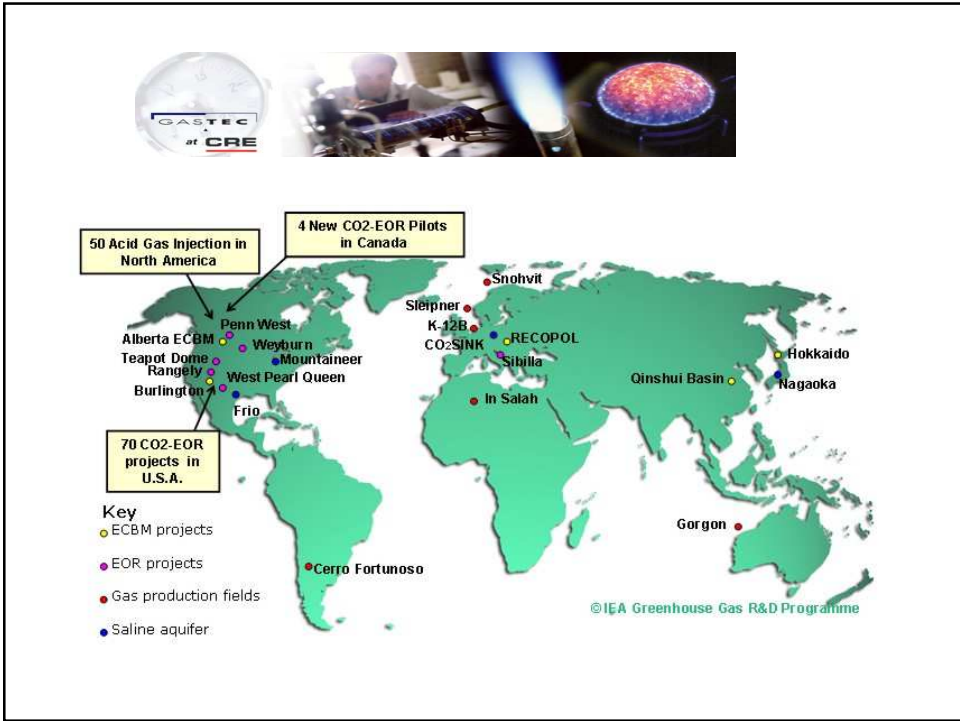 GASTEC
at CRE
4 New CO2-EOR Pilots
in Canada
50 Acid Gas Injection in
North America
Snohvit
Sleipner
Penn West
K-12B
Alberta ECBM
Weyburn
CO₂SINK
RECOPOL
Teapot Dome
Mountaineer
Sibilla
Hokkaido
Rangely
West Pearl Queen
Qinshui Basin
Nagaoka
Burlington
In Salah
Frio
70 CO2-EOR
projects in
U.S.A.
Key
ECBM projects
Gorgon
EOR projects
Cerro Fortunoso
Gas production fields
©IEA Greenhouse Gas R&D Programme
Saline aquifer